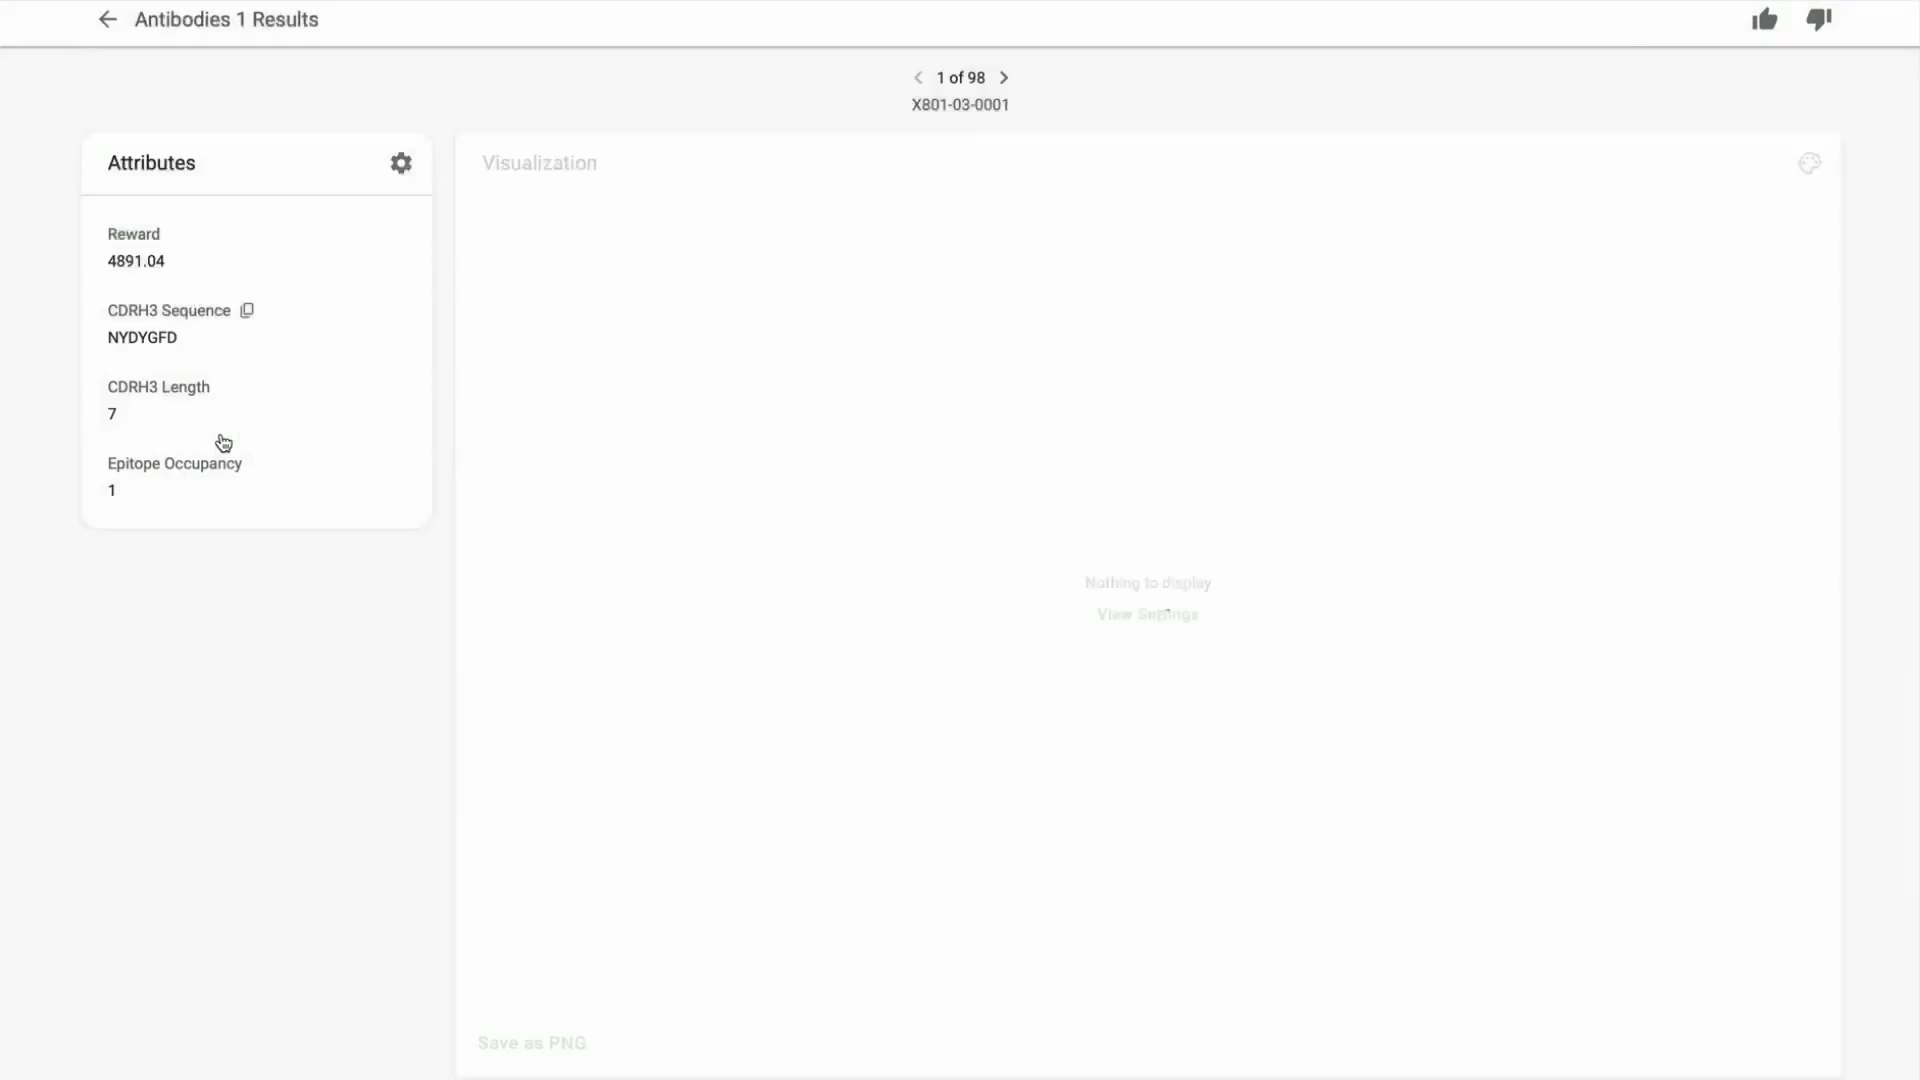 Antibodies 1 Results
1 of 98
X801-03-0001
Attributes
Reward
4891.04
CDRH3 Sequence
NYDYGFD
CDRH3 Length
7
Epitope Occupancy
1
Visualization
Nothing to display
View Settings
Save as PNG